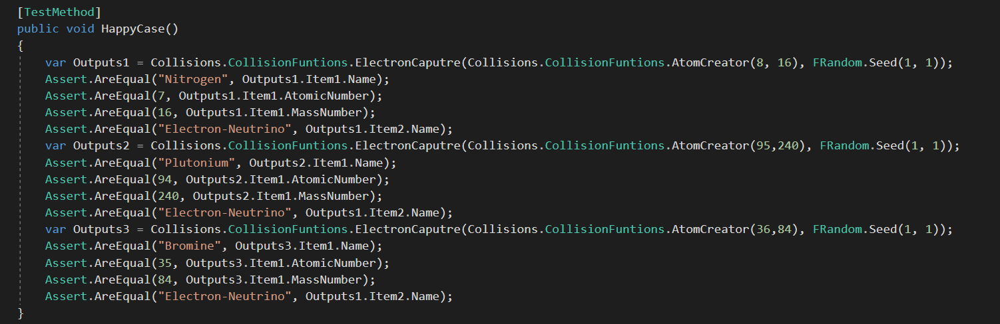 [TestMethod]
public void HappyCase()
{
var Outputs1 = Collisions.CollisionFuntions.ElectronCaputre(Collisions.CollisionFuntions.AtomCreator(8, 16), FRandom.Seed(1, 1));
Assert.AreEqual("Nitrogen", Outputs1.Item1.Name);
Assert.AreEqual(7, Outputs1.Item1.AtomicNumber);
Assert.AreEqual(16, Outputs1.Item1.MassNumber);
Assert.AreEqual("Electron-Neutrino", Outputs1.Item2.Name);
var Outputs2 = Collisions.CollisionFuntions.ElectronCaputre(Collisions.CollisionFuntions.AtomCreator(95,240), FRandom.Seed(1, 1));
Assert.AreEqual("Plutonium", Outputs2.Item1.Name);
Assert.AreEqual(94, Outputs2.Item1.AtomicNumber);
Assert.AreEqual(240, Outputs2.Item1.MassNumber);
Assert.AreEqual("Electron-Neutrino", Outputs1.Item2.Name);
var Outputs3 = Collisions.CollisionFuntions.ElectronCaputre(Collisions.CollisionFuntions.AtomCreator(36,84), FRandom.Seed(1, 1));
Assert.AreEqual("Bromine", Outputs3.Item1.Name);
Assert.AreEqual(35, Outputs3.Item1.AtomicNumber);
Assert.AreEqual(84, Outputs3.Item1.MassNumber);
Assert.AreEqual("Electron-Neutrino", Outputs1.Item2.Name);
}